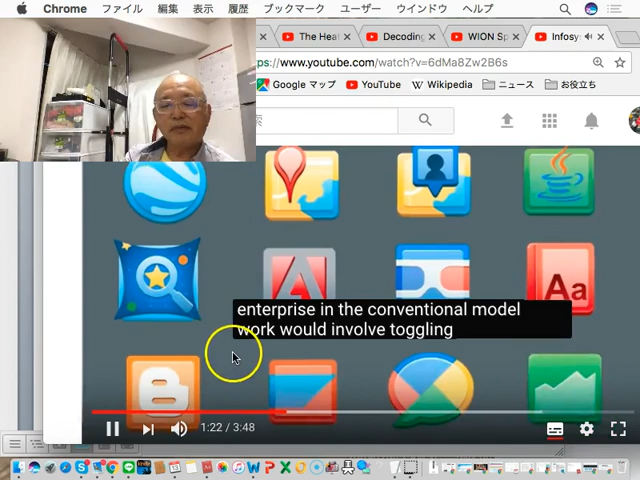 Chrome ファイル 編集 表示 履歴 ブックマーク ユーザー ウインドウ ヘルプ
The Heat Decoding WION Sp Infosys
ps://www.youtube.com/watch?v=6dMa8Zw2B6s
Google マップ YouTube W Wikipedia ニュース お役立ち
Aa
enterprise in the conventional model
work would involve toggling
1:22 / 3:48